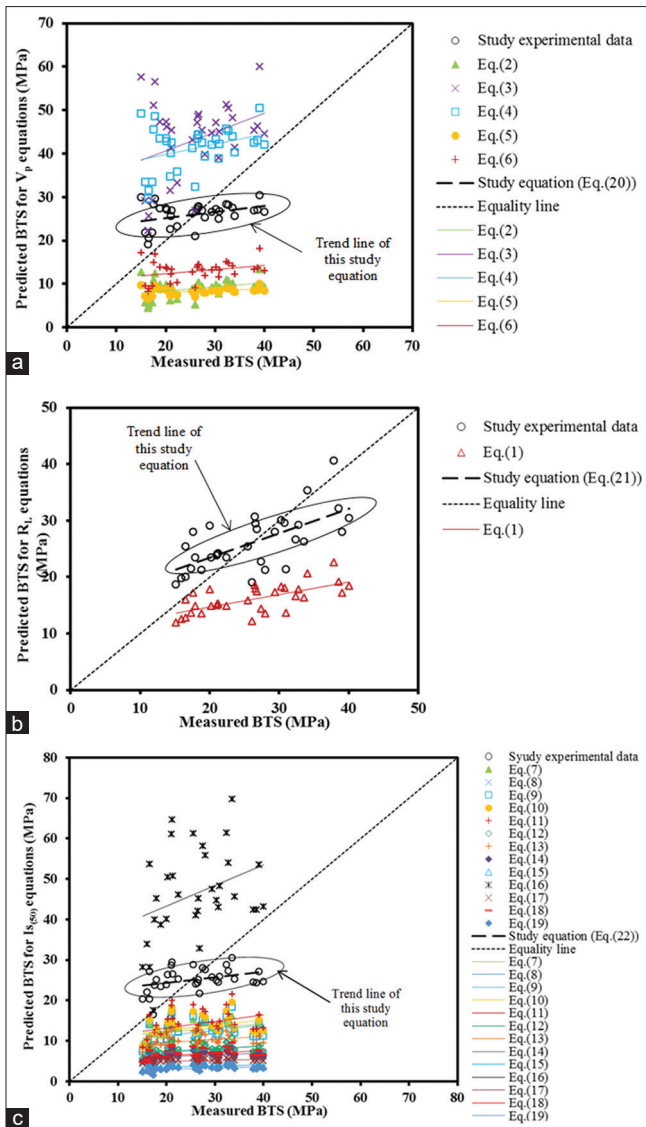 70
60
50
40
30
20
10
0
0 10 20 30 40 50 60 70
Predicted BTS for Vp equations (MPa)
Measured BTS (MPa)
Trend line of
this study
equation
Study experimental data
Eq.(2)
Eq.(3)
Eq.(4)
Eq.(5)
Eq.(6)
Study equation (Eq.(20))
Equality line
Eq.(2)
Eq.(3)
Eq.(4)
Eq.(5)
Eq.(6)
a
50
40
30
20
10
0
0 10 20 30 40 50
Predicted BTS for RL equations
(MPa)
Measured BTS (MPa)
Trend line of
this study
equation
Study experimental data
Eq.(1)
Study equation (Eq.(21))
Equality line
Eq.(1)
b
80
70
60
50
40
30
20
10
0
0 10 20 30 40 50 60 70 80
Predicted BTS for Is(50) equations (MPa)
Measured BTS (MPa)
Trend line of
this study
equation
Syudy experimental data
Eq.(7)
Eq.(8)
Eq.(9)
Eq.(10)
Eq.(11)
Eq.(12)
Eq.(13)
Eq.(14)
Eq.(15)
Eq.(16)
Eq.(17)
Eq.(18)
Eq.(19)
Study equation (Eq.(22))
Equality line
Eq.(7)
Eq.(8)
Eq.(9)
Eq.(10)
Eq.(11)
Eq.(12)
Eq.(13)
Eq.(14)
Eq.(15)
Eq.(16)
Eq.(17)
Eq.(18)
Eq.(19)
c